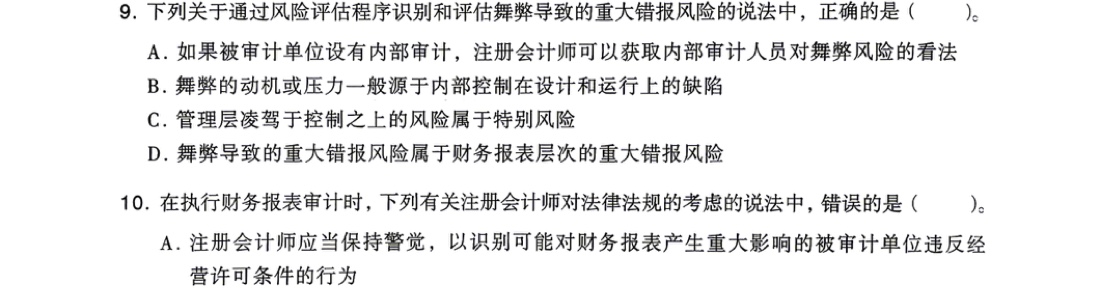 9. 下列关于通过风险评估程序识别和评估舞弊导致的重大错报风险的说法中，正确的是（　　）。
A. 如果被审计单位设有内部审计，注册会计师可以获取内部审计人员对舞弊风险的看法
B. 舞弊的动机或压力一般源于内部控制在设计和运行上的缺陷
C. 管理层凌驾于控制之上的风险属于特别风险
D. 舞弊导致的重大错报风险属于财务报表层次的重大错报风险
10. 在执行财务报表审计时，下列有关注册会计师对法律法规的考虑的说法中，错误的是（　　）。
A. 注册会计师应当保持警觉，以识别可能对财务报表产生重大影响的被审计单位违反经
营许可条件的行为